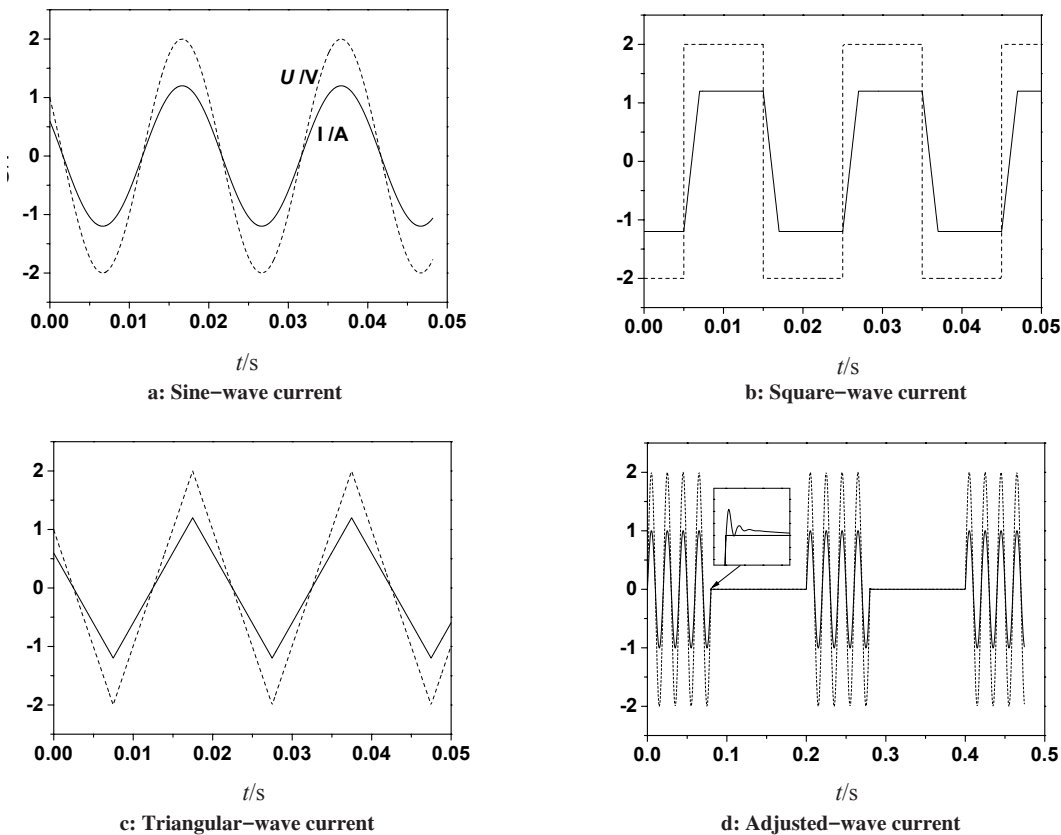 2
1
0
-1
-2
U /V
I /A
0.00 0.01 0.02 0.03 0.04 0.05
t/s
a: Sine−wave current
2
1
0
-1
-2
0.00 0.01 0.02 0.03 0.04 0.05
t/s
b: Square−wave current
2
1
0
-1
-2
0.00 0.01 0.02 0.03 0.04 0.05
t/s
c: Triangular−wave current
2
1
0
-1
-2
0.0 0.1 0.2 0.3 0.4 0.5
t/s
d: Adjusted−wave current